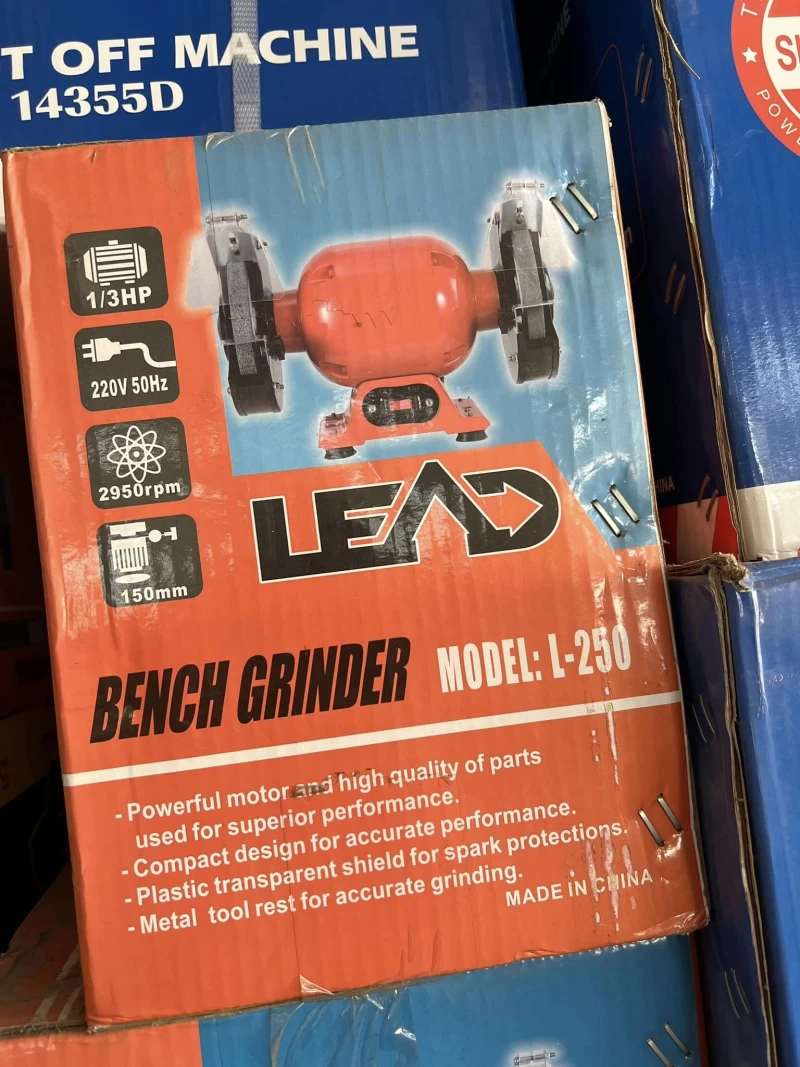 T OFF MACHINE
14355D
1/3HP
220V 50Hz
2950rpm
150mm
LEAD
BENCH GRINDER
MODEL: L-250
- Powerful motor and high quality of parts
used for superior performance.
- Compact design for accurate performance.
- Plastic transparent shield for spark protections.
- Metal tool rest for accurate grinding.
MADE IN CHINA